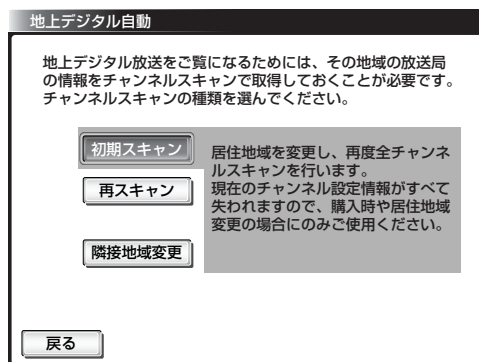 地上デジタル自動
地上デジタル放送をご覧になるためには、その地域の放送局
の情報をチャンネルスキャンで取得しておくことが必要です。
チャンネルスキャンの種類を選んでください。
初期スキャン
再スキャン
隣接地域変更
居住地域を変更し、再度全チャンネ
ルスキャンを行います。
現在のチャンネル設定情報がすべて
失われますので、購入時や居住地域
変更の場合にのみご使用ください。
戻る